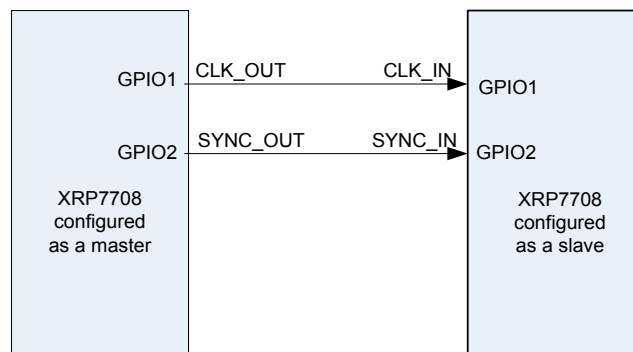 GPIO1 CLK_OUT CLK_IN GPIO1
GPIO2 SYNC_OUT SYNC_IN GPIO2
XRP7708
configured
as a master
XRP7708
configured
as a slave